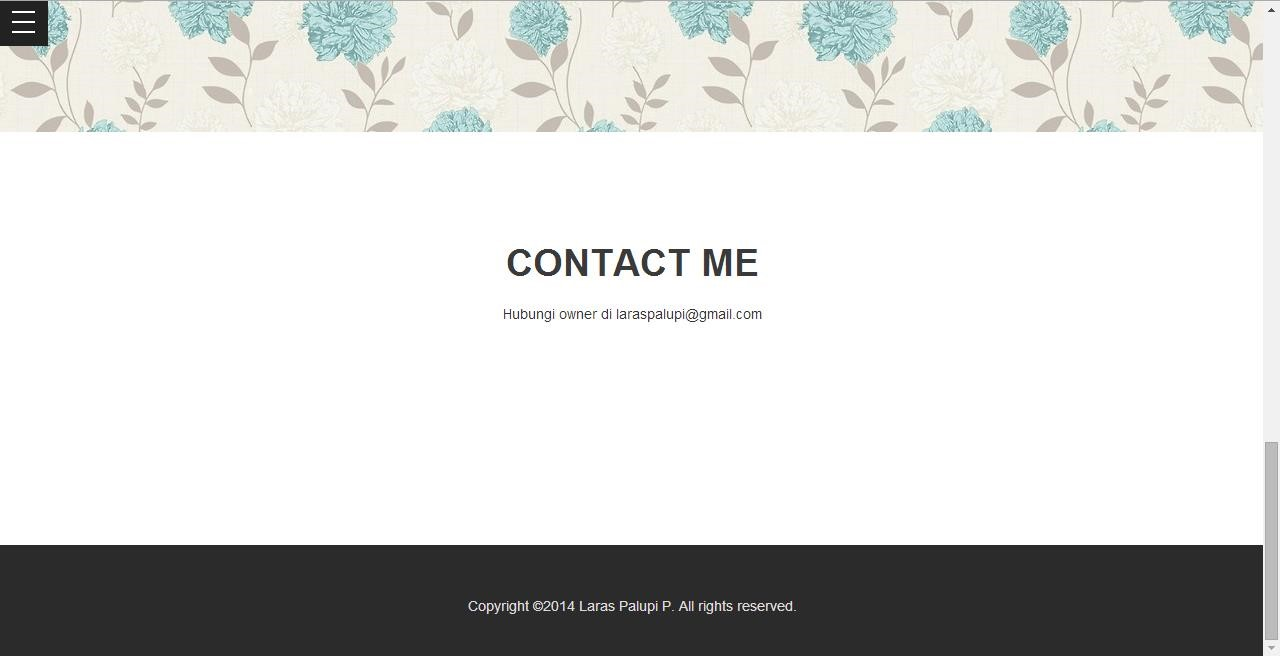 CONTACT ME
Hubungi owner di laraspalupi@gmail.com
Copyright ©2014 Laras Palupi P. All rights reserved.